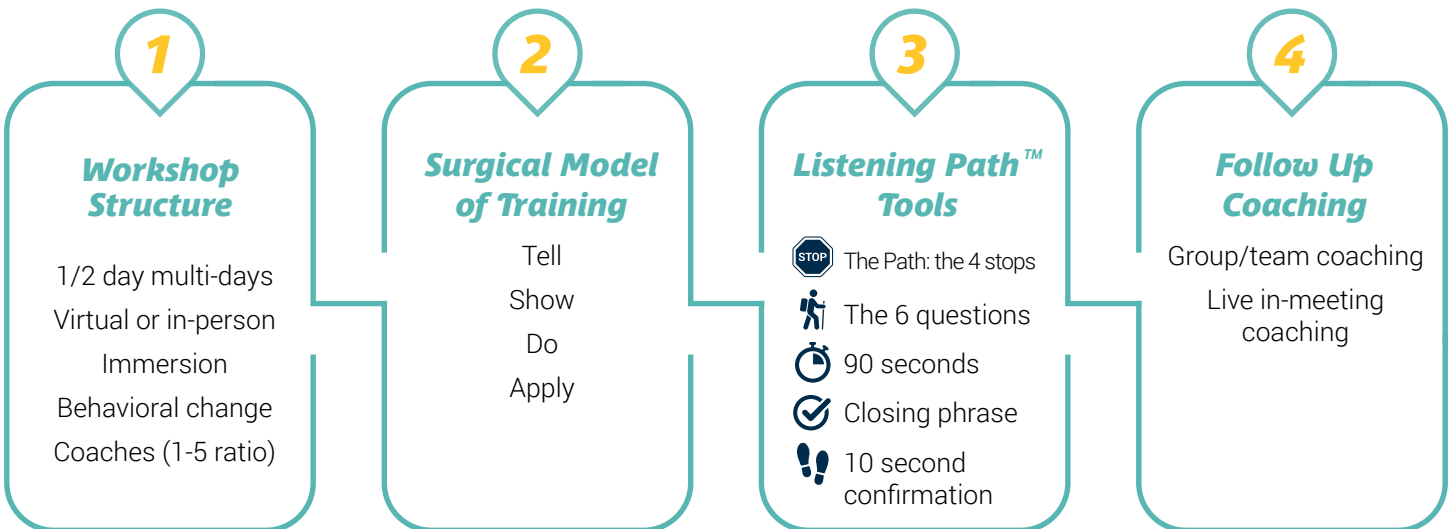 1
Workshop
Structure
1/2 day multi-days
Virtual or in-person
Immersion
Behavioral change
Coaches (1-5 ratio)
2
Surgical Model
of Training
Tell
Show
Do
Apply
3
Listening Path™
Tools
STOP The Path: the 4 stops
The 6 questions
90 seconds
Closing phrase
10 second
confirmation
4
Follow Up
Coaching
Group/team coaching
Live in-meeting
coaching